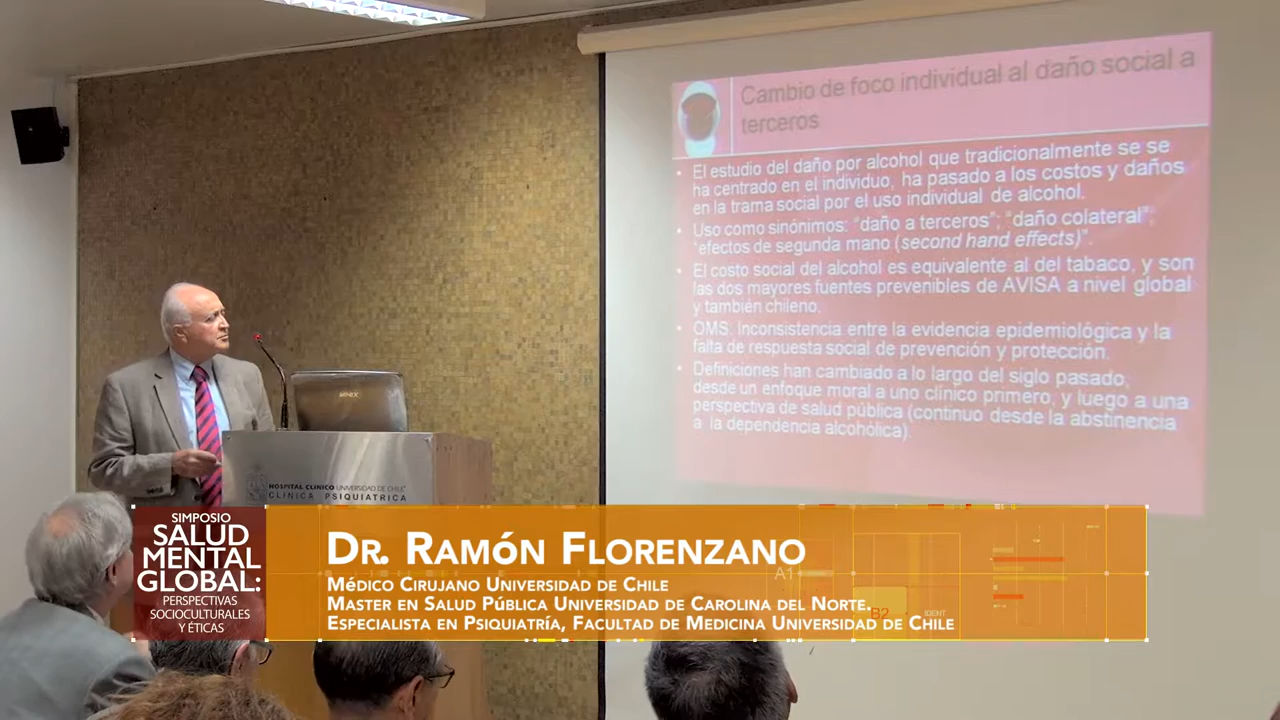 Cambio de foco individual al daño social a
terceros
• El estudio del daño por alcohol que tradicionalmente se se
ha centrado en el individuo, ha pasado a los costos y daños
en la trama social por el uso individual de alcohol.
• Uso como sinónimos: “daño a terceros”; “daño colateral”;
“efectos de segunda mano (second hand effects)”.
• El costo social del alcohol es equivalente al del tabaco, y son
las dos mayores fuentes prevenibles de AVISA a nivel global
y también chileno.
• OMS: Inconsistencia entre la evidencia epidemiológica y la
falta de respuesta social de prevención y protección.
• Definiciones han cambiado a lo largo del siglo pasado,
desde un enfoque moral a uno clínico primero, y luego a una
perspectiva de salud pública (continuo desde la abstinencia
a la dependencia alcohólica).
HOSPITAL CLINICO UNIVERSIDAD DE CHILE
CLINICA PSIQUIATRICA
SIMPOSIO
SALUD
MENTAL
GLOBAL:
PERSPECTIVAS
SOCIOCULTURALES
Y ÉTICAS
DR. RAMÓN FLORENZANO
MÉDICO CIRUJANO UNIVERSIDAD DE CHILE
MASTER EN SALUD PÚBLICA UNIVERSIDAD DE CAROLINA DEL NORTE.
ESPECIALISTA EN PSIQUIATRÍA, FACULTAD DE MEDICINA UNIVERSIDAD DE CHILE
A1
B2
IDENT